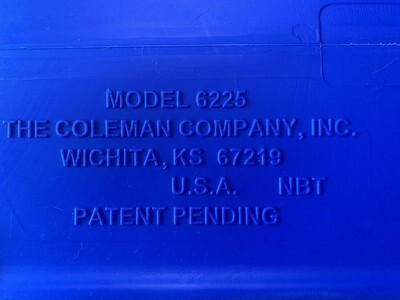 MODEL 6225
THE COLEMAN COMPANY, INC.
WICHITA, KS 67219
U.S.A. NBT
PATENT PENDING